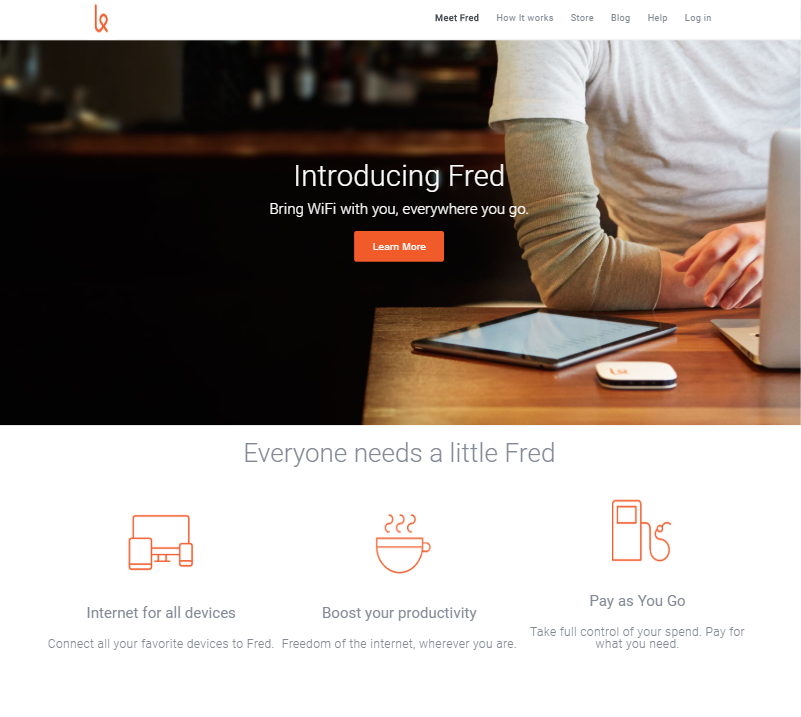 Meet Fred How It works Store Blog Help Log in
Introducing Fred
Bring WiFi with you, everywhere you go.
Learn More
Everyone needs a little Fred
Internet for all devices
Connect all your favorite devices to Fred.
Boost your productivity
Freedom of the internet, wherever you are.
Pay as You Go
Take full control of your spend. Pay for
what you need.